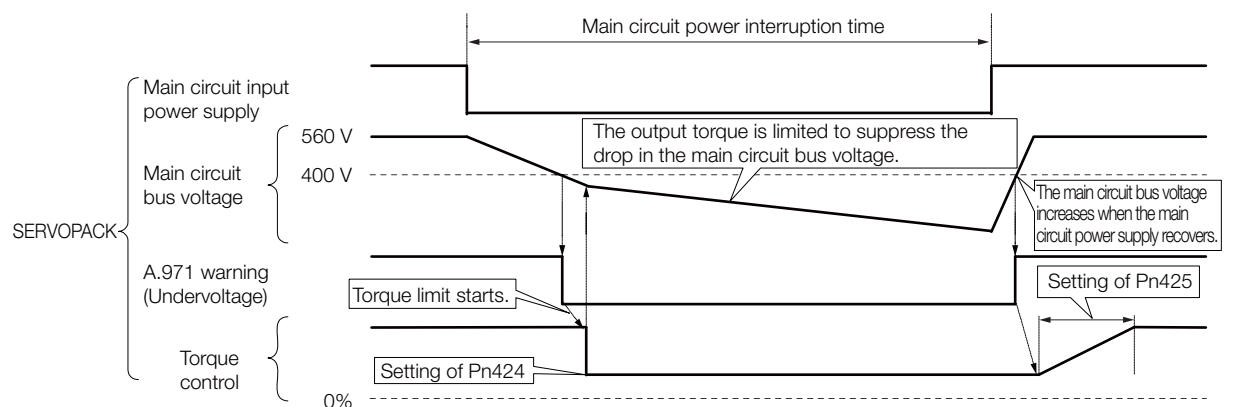 Main circuit power interruption time
Main circuit input
power supply
The output torque is limited to suppress the
drop in the main circuit bus voltage.
560 V
400 V
Main circuit
bus voltage
The main circuit bus voltage
increases when the main
circuit power supply recovers.
SERVOPACK
A.971 warning
(Undervoltage)
Torque limit starts.
Setting of Pn425
Torque
control
Setting of Pn424
0%